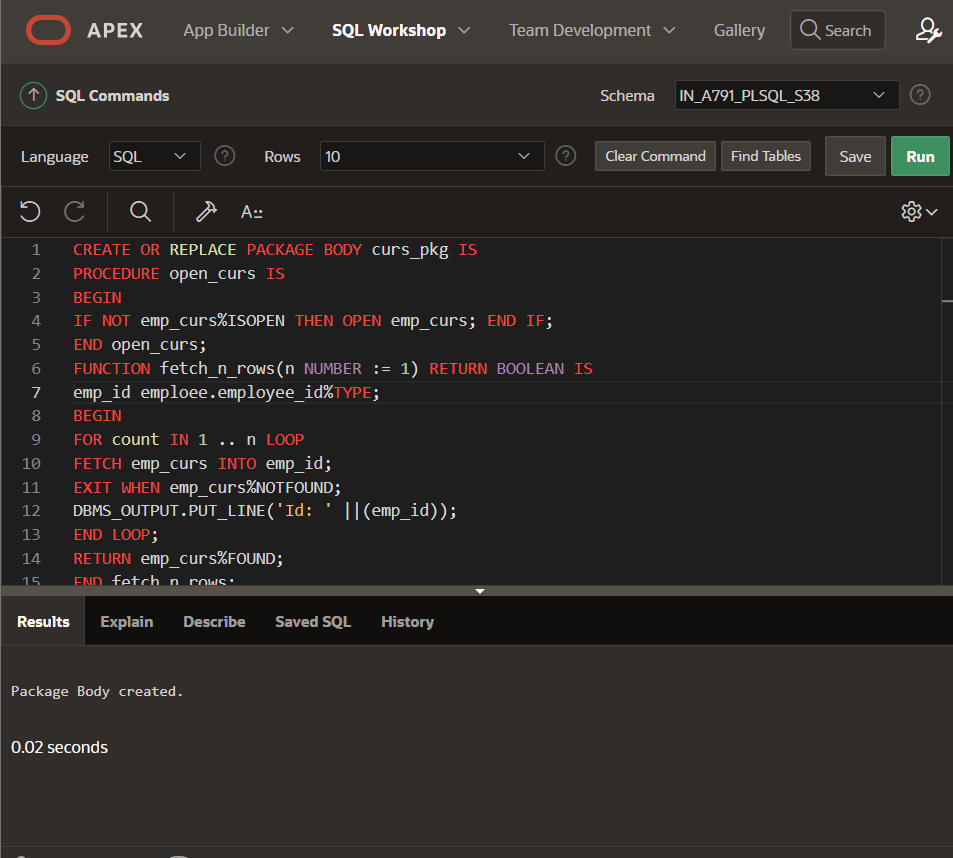 APEX App Builder SQL Workshop Team Development Gallery Search
SQL Commands Schema IN_A791_PLSQL_S38 ?
Language SQL ? Rows 10 ? Clear Command Find Tables Save Run
A::
1 CREATE OR REPLACE PACKAGE BODY curs_pkg IS
2 PROCEDURE open_curs IS
3 BEGIN
4 IF NOT emp_curs%ISOPEN THEN OPEN emp_curs; END IF;
5 END open_curs;
6 FUNCTION fetch_n_rows(n NUMBER := 1) RETURN BOOLEAN IS
7 emp_id emploee.employee_id%TYPE;
8 BEGIN
9 FOR count IN 1 .. n LOOP
10 FETCH emp_curs INTO emp_id;
11 EXIT WHEN emp_curs%NOTFOUND;
12 DBMS_OUTPUT.PUT_LINE('Id: ' ||(emp_id));
13 END LOOP;
14 RETURN emp_curs%FOUND;
15 END fetch_n_rows;
Results Explain Describe Saved SQL History
Package Body created.
0.02 seconds